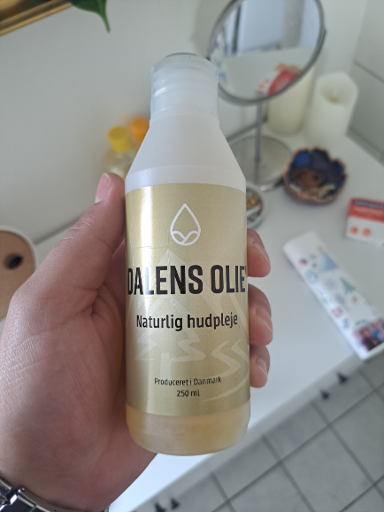 DALENS OLIE
Naturlig hudpleje
Produceret i Danmark
250 ml